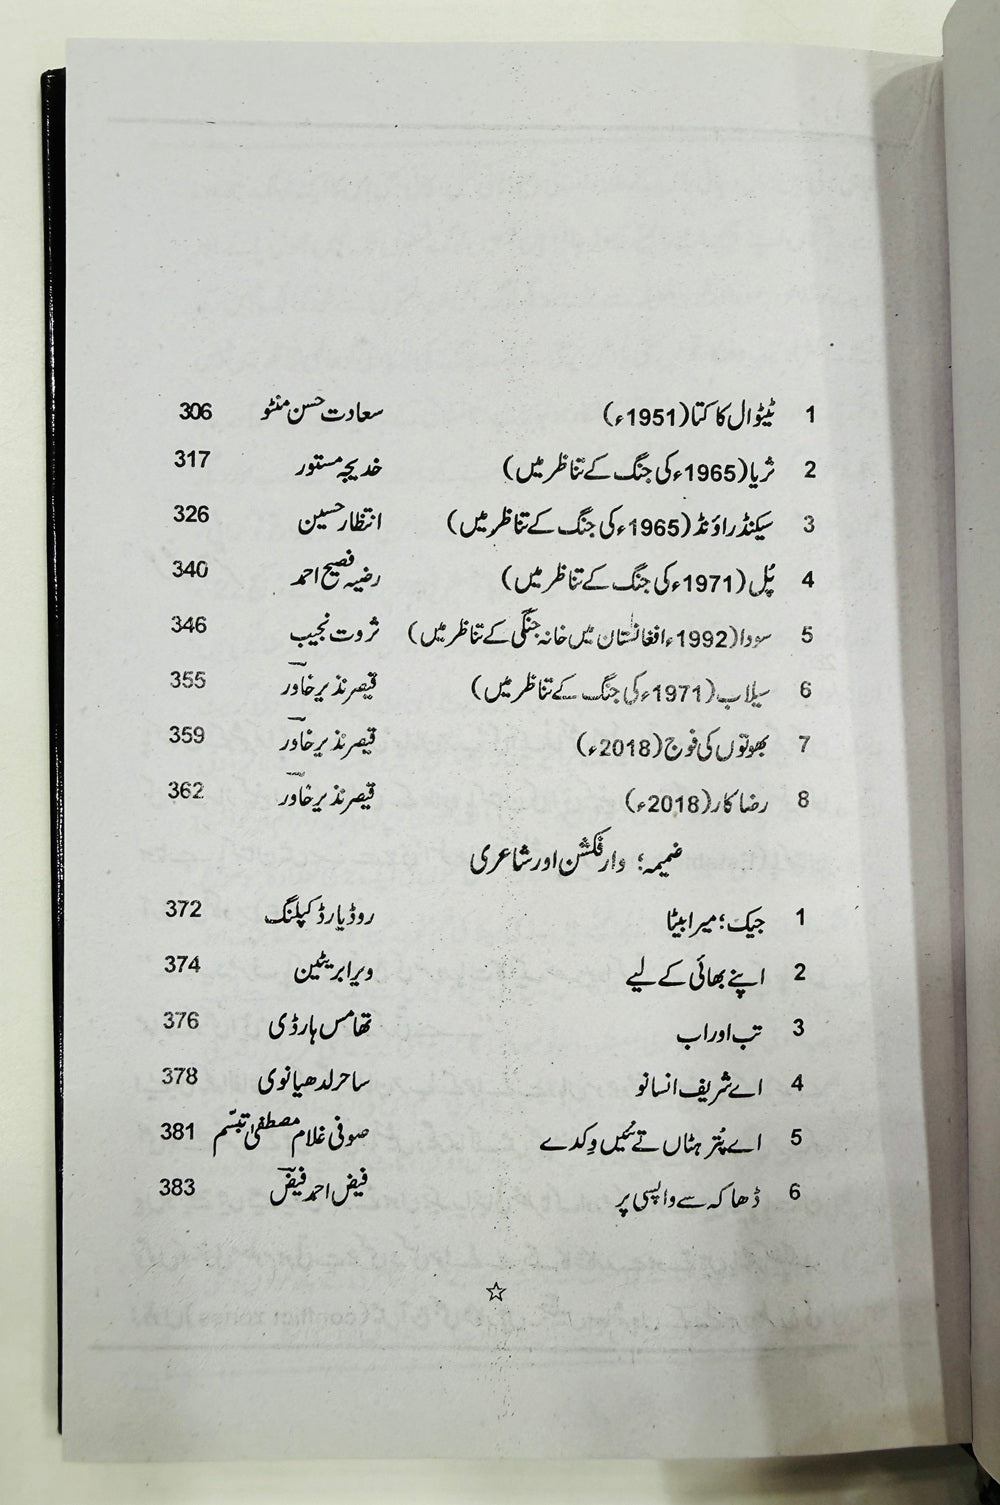 1 ٹیٹوال کا کتا (1951ء) سعادت حسن منٹو 306
2 ثریا (1965ء کی جنگ کے تناظر میں) خدیجہ مستور 317
3 سیکنڈ راؤنڈ (1965ء کی جنگ کے تناظر میں) انتظار حسین 326
4 پُل (1971ء کی جنگ کے تناظر میں) رضیہ فصیح احمد 340
5 سودا (1992ء افغانستان میں خانہ جنگی کے تناظر میں) ثروت نجیب 346
6 سیلاب (1971ء کی جنگ کے تناظر میں) قیصر نذیر خاورؔ 355
7 بھوتوں کی فوج (2018ء) قیصر نذیر خاورؔ 359
8 رضا کار (2018ء) قیصر نذیر خاورؔ 362
ضمیمہ؛ وار فکشن اور شاعری
1 جیک؛ میرا بیٹا روڈیارڈ کپلنگ 372
2 اپنے بھائی کے لیے ویرا بریٹین 374
3 تب اور اب تھامس ہارڈی 376
4 اے شریف انسانو ساحر لدھیانوی 378
5 اے پُتر ہٹاں تے نئیں وِکدے صوفی غلام مصطفیٰ تبسّم 381
6 ڈھاکہ سے واپسی پر فیض احمد فیضؔ 383
☆